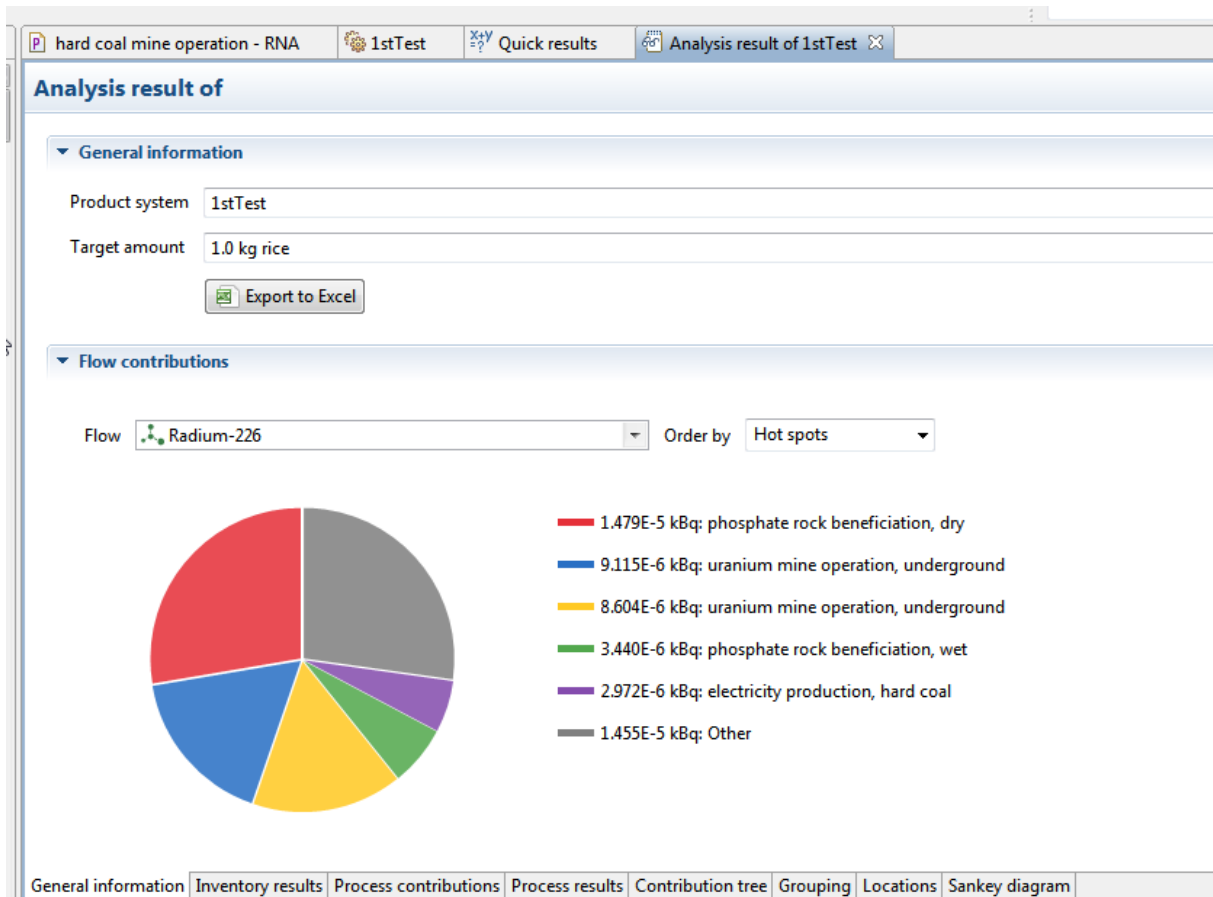 hard coal mine operation - RNA 1stTest X+Y =? Quick results Analysis result of 1stTest
Analysis result of
General information
Product system 1stTest
Target amount 1.0 kg rice
Export to Excel
Flow contributions
Flow Radium-226 Order by Hot spots
1.479E-5 kBq: phosphate rock beneficiation, dry
9.115E-6 kBq: uranium mine operation, underground
8.604E-6 kBq: uranium mine operation, underground
3.440E-6 kBq: phosphate rock beneficiation, wet
2.972E-6 kBq: electricity production, hard coal
1.455E-5 kBq: Other
General information Inventory results Process contributions Process results Contribution tree Grouping Locations Sankey diagram